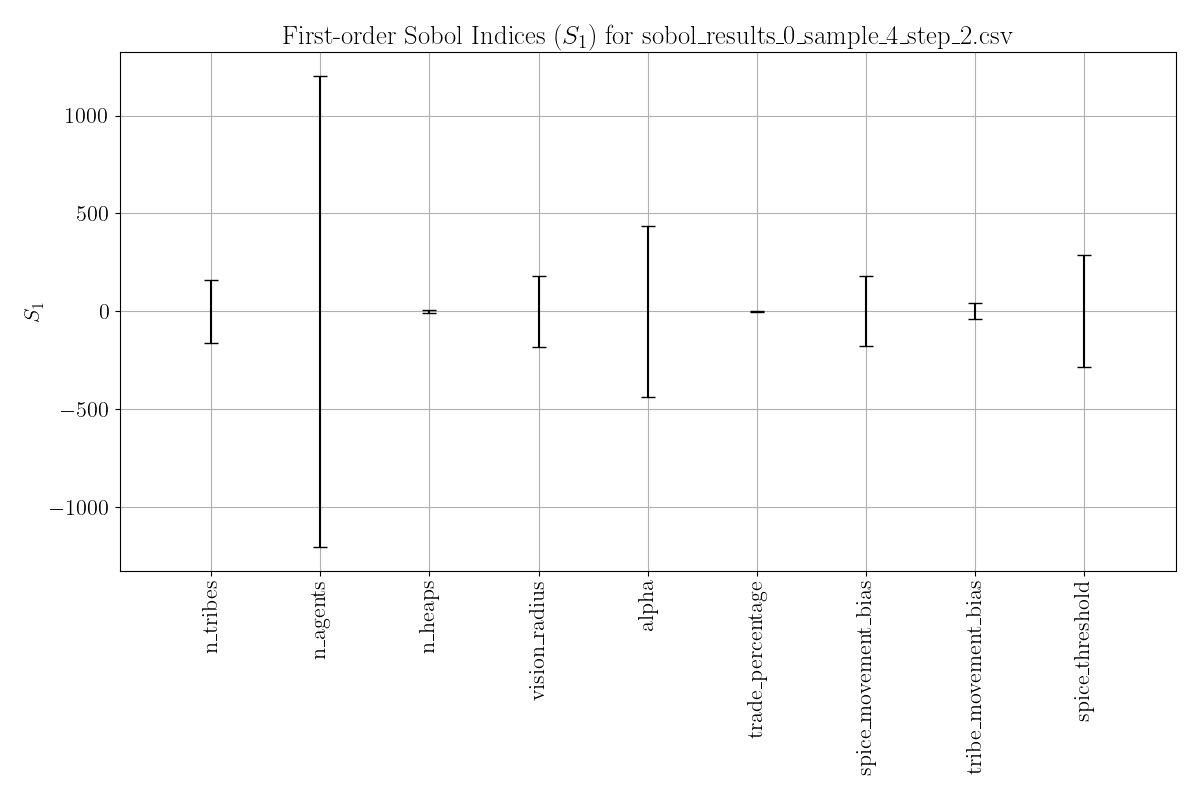 First-order Sobol Indices (S₁) for sobol_results_0_sample_4_step_2.csv
1000
500
0
−500
−1000
S₁
n_tribes
n_agents
n_heaps
vision_radius
alpha
trade_percentage
spice_movement_bias
tribe_movement_bias
spice_threshold